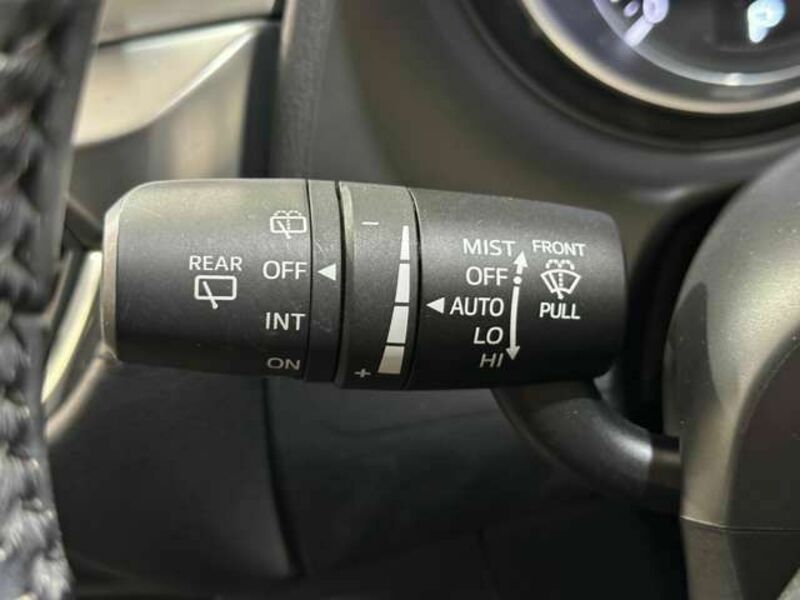 REAR
OFF
INT
ON
−
+
MIST
OFF
AUTO
LO
HI
FRONT
PULL